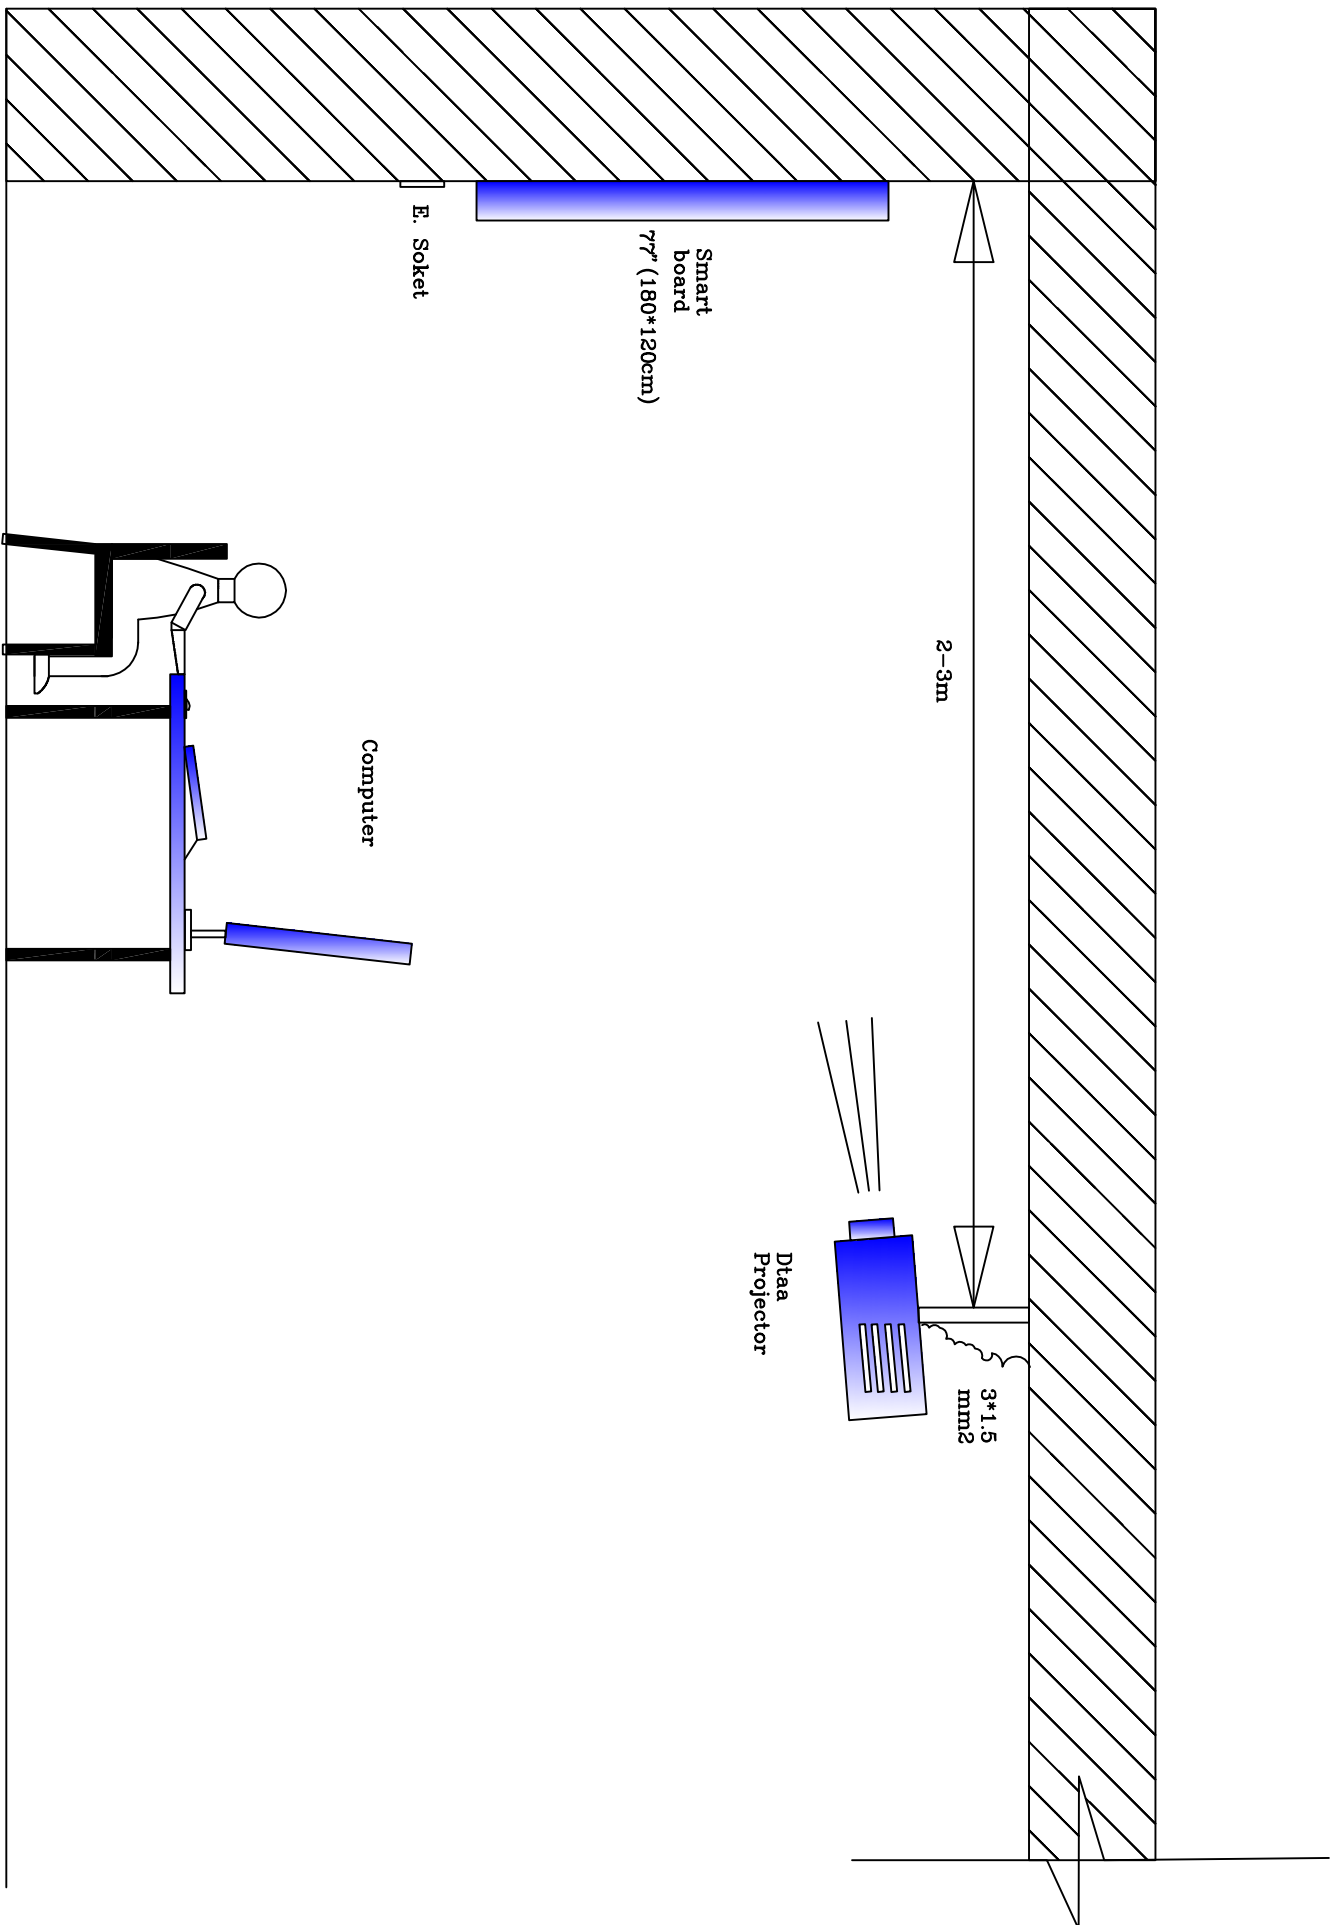 3*1.5
mm2
2-3m
Dtaa
Projector
Smart
board
77" (180*120cm)
E. Soket
Computer